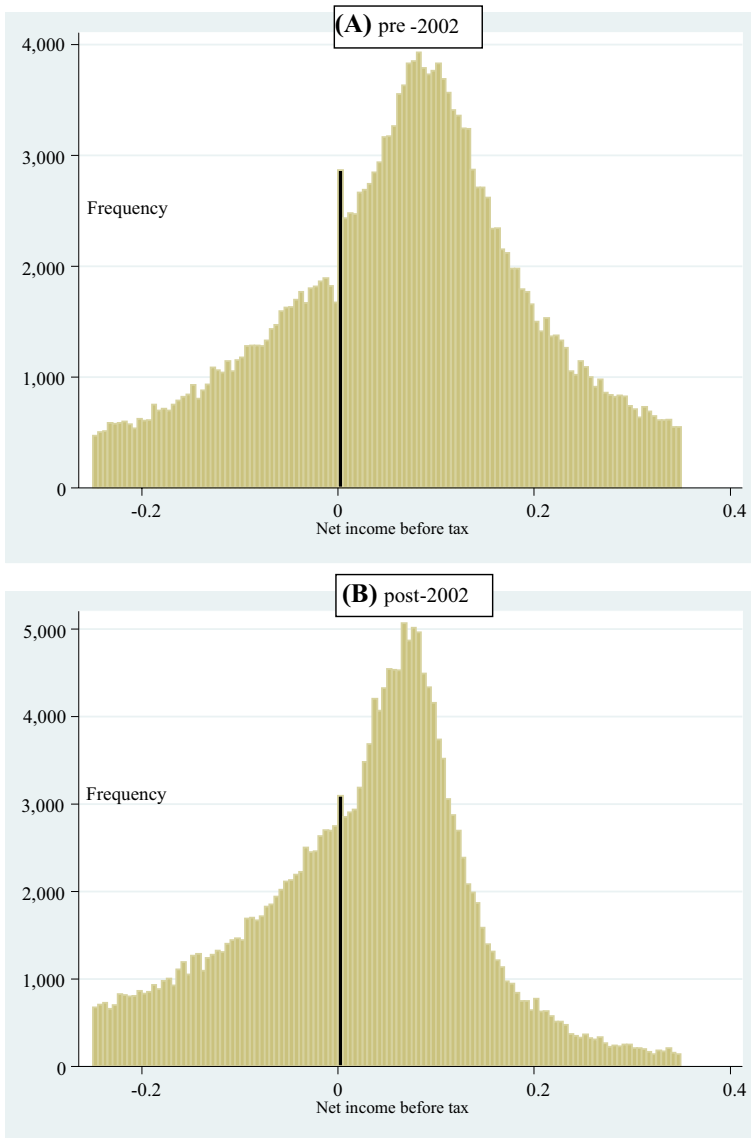 (A) pre -2002
4,000
3,000
Frequency
2,000
1,000
0
-0.2 0 0.2 0.4
Net income before tax
(B) post-2002
5,000
4,000
3,000
Frequency
2,000
1,000
0
-0.2 0 0.2 0.4
Net income before tax